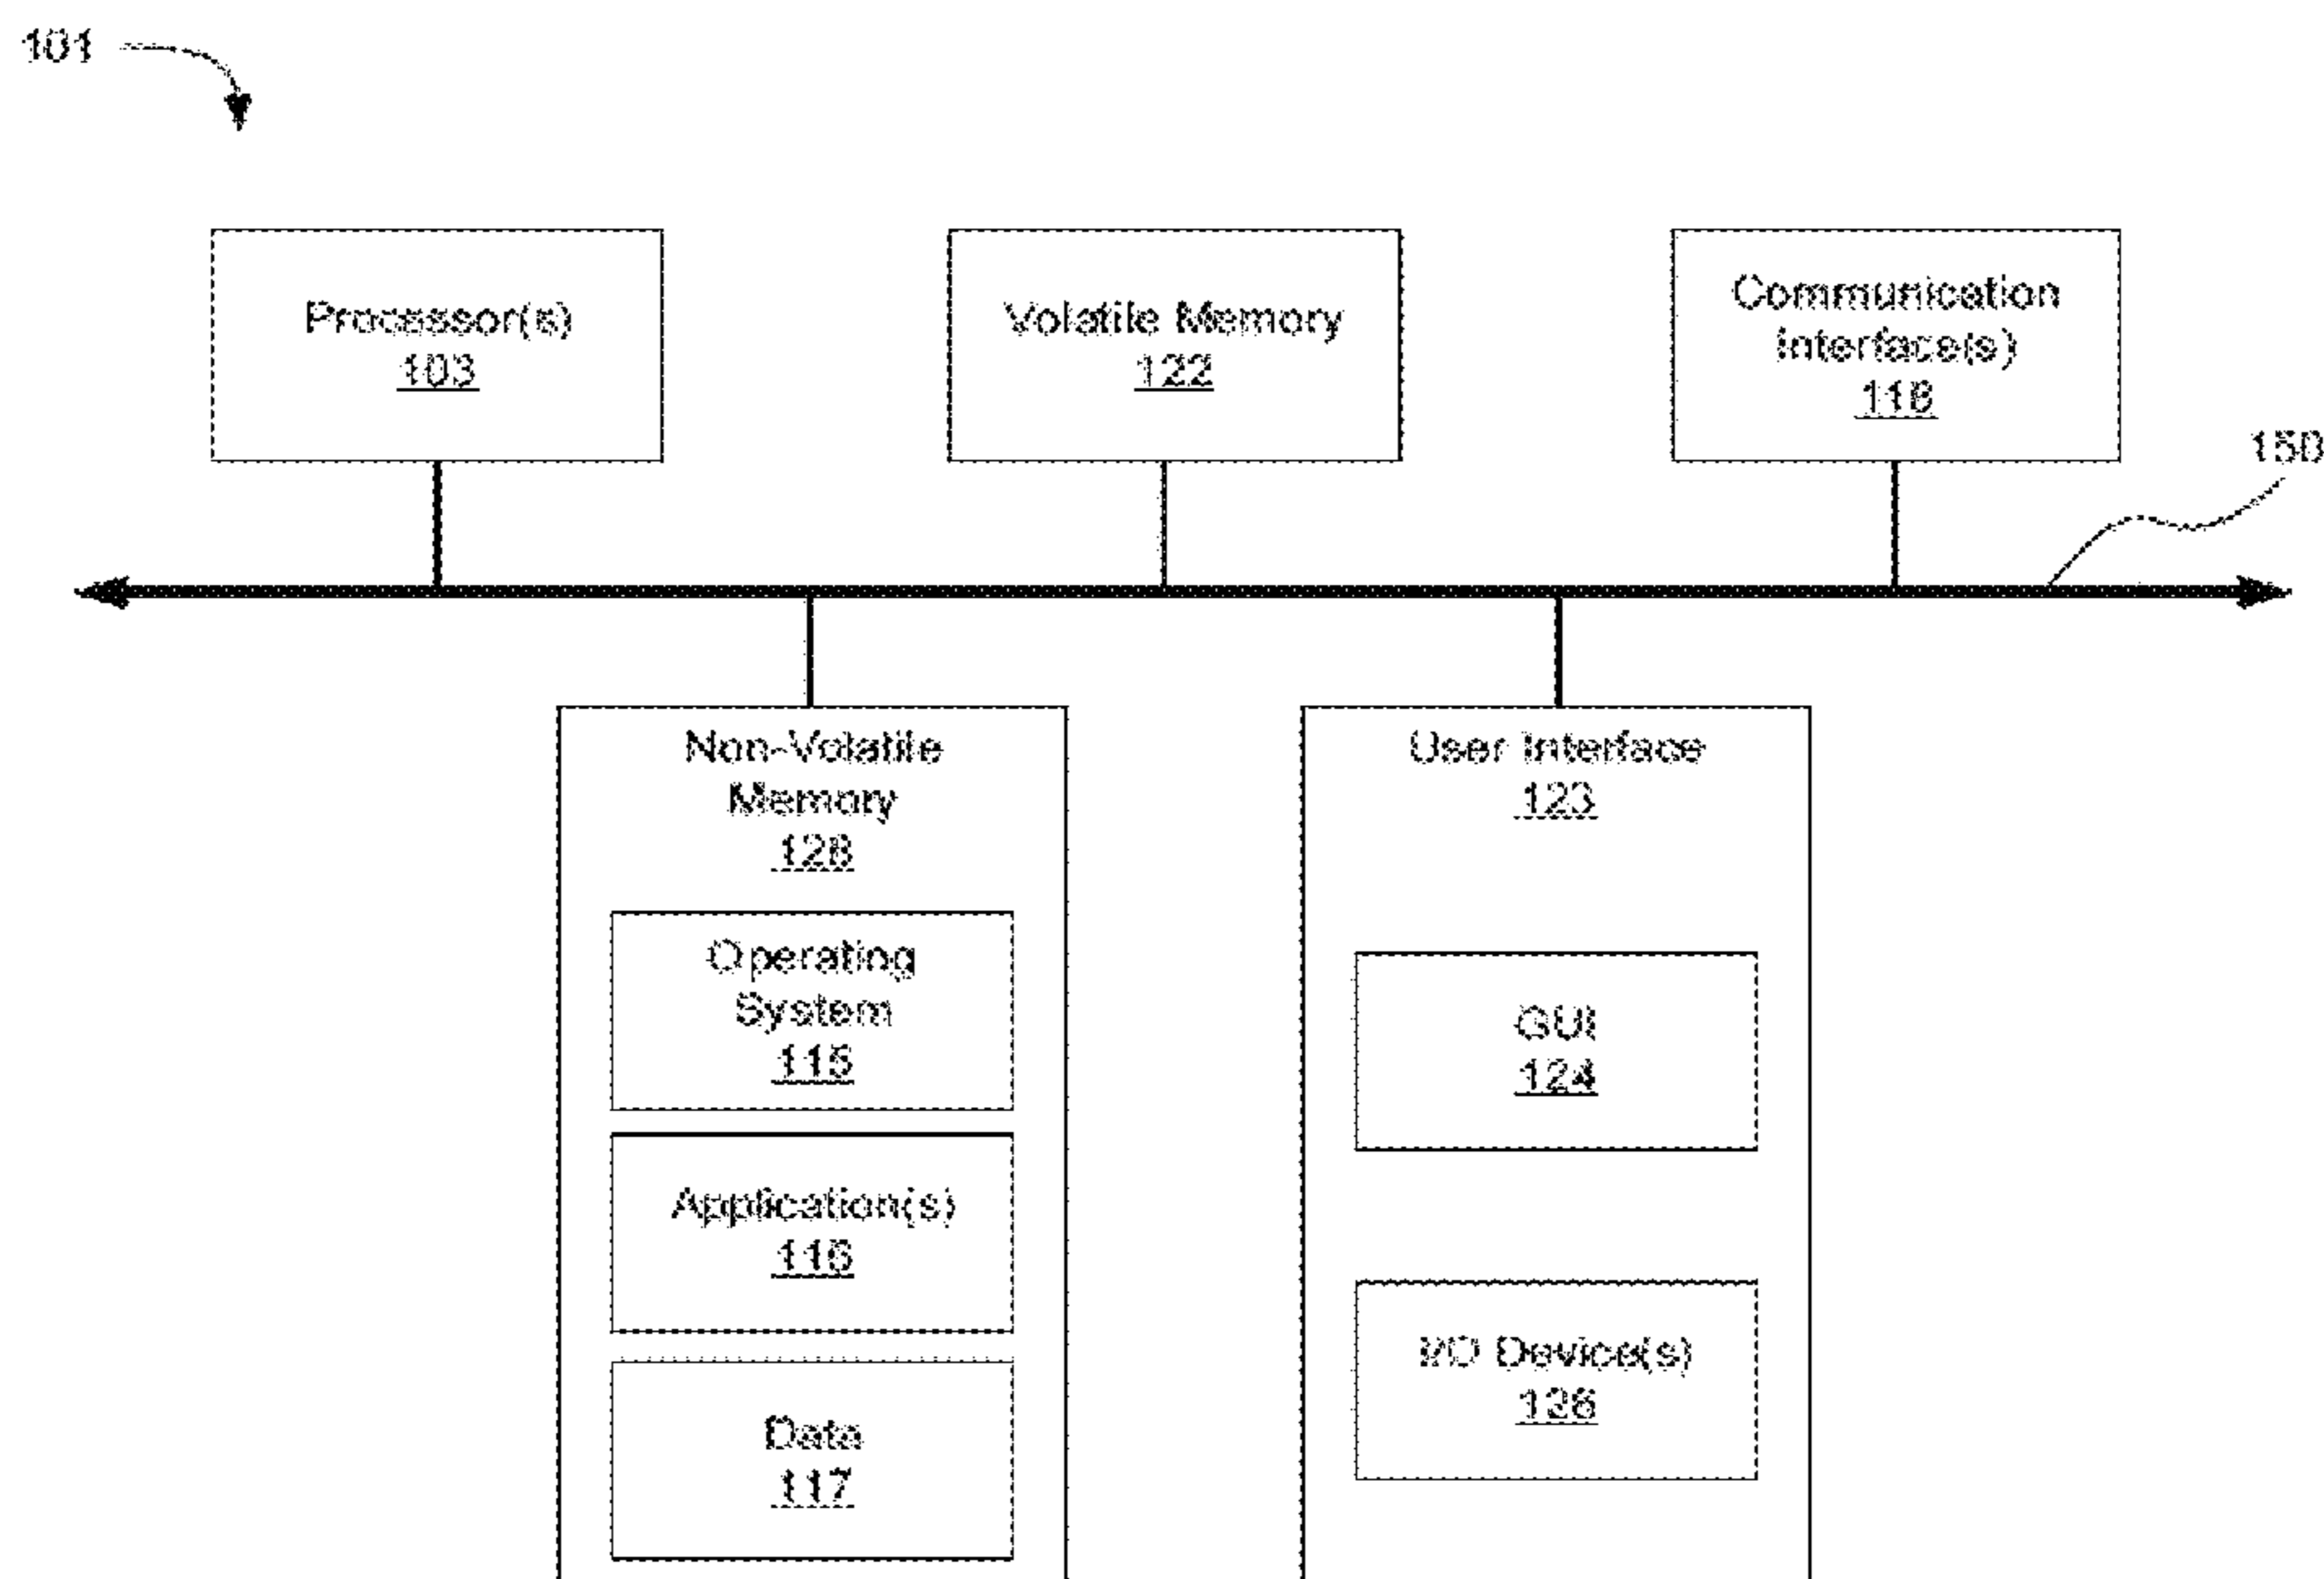 101
Processor(s)
103
Volatile Memory
122
Communication
Interface(s)
118
150
Non-Volatile
Memory
128
Operating
System
115
Application(s)
116
Data
117
User Interface
123
GUI
124
I/O Device(s)
126